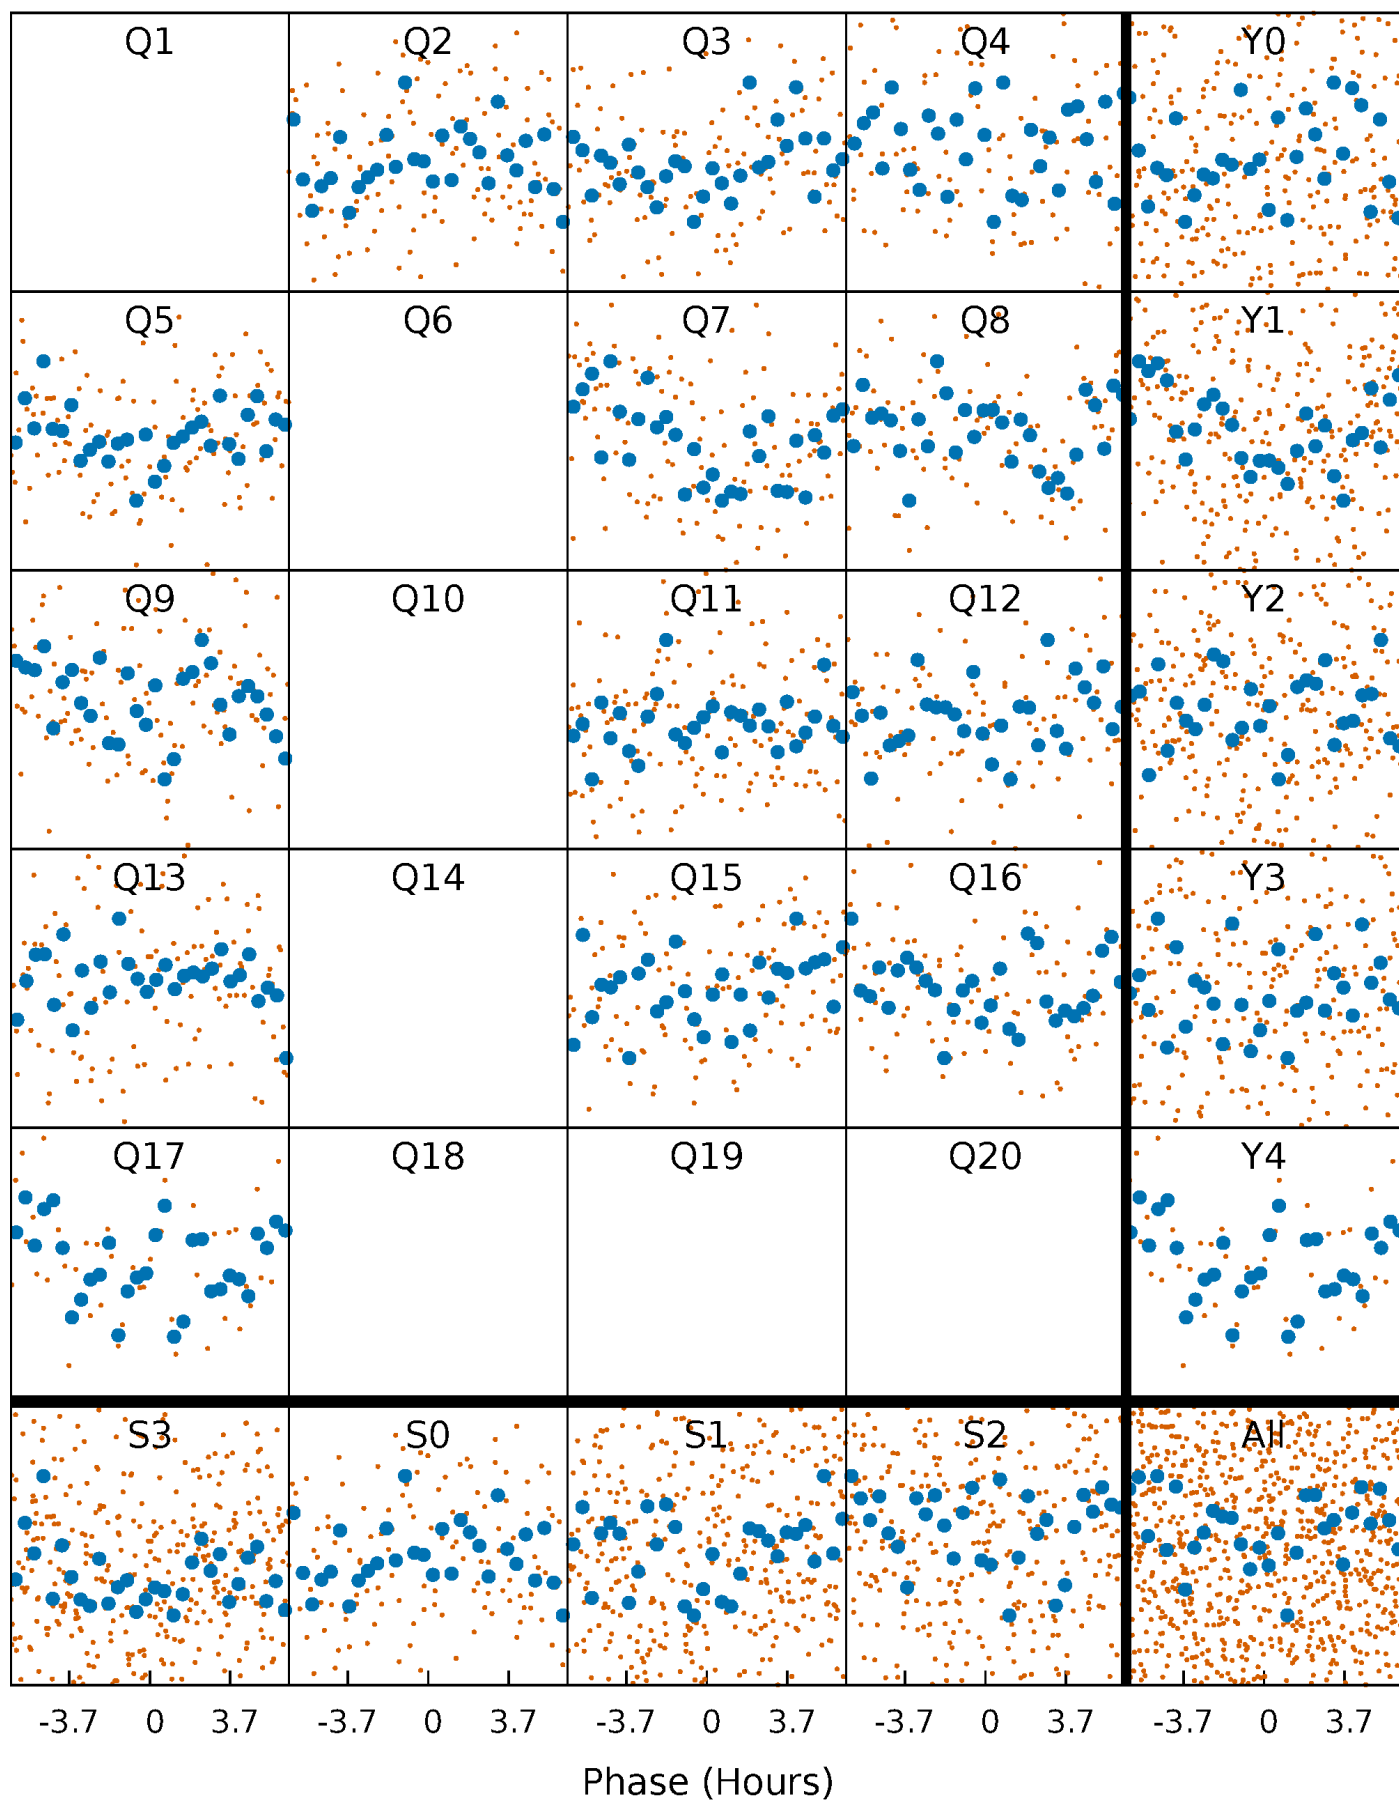 Q1 Q2 Q3 Q4 Y0
Q5 Q6 Q7 Q8 Y1
Q9 Q10 Q11 Q12 Y2
Q13 Q14 Q15 Q16 Y3
Q17 Q18 Q19 Q20 Y4
S3 S0 S1 S2 All
-3.7 0 3.7 -3.7 0 3.7 -3.7 0 3.7 -3.7 0 3.7 -3.7 0 3.7
Phase (Hours)